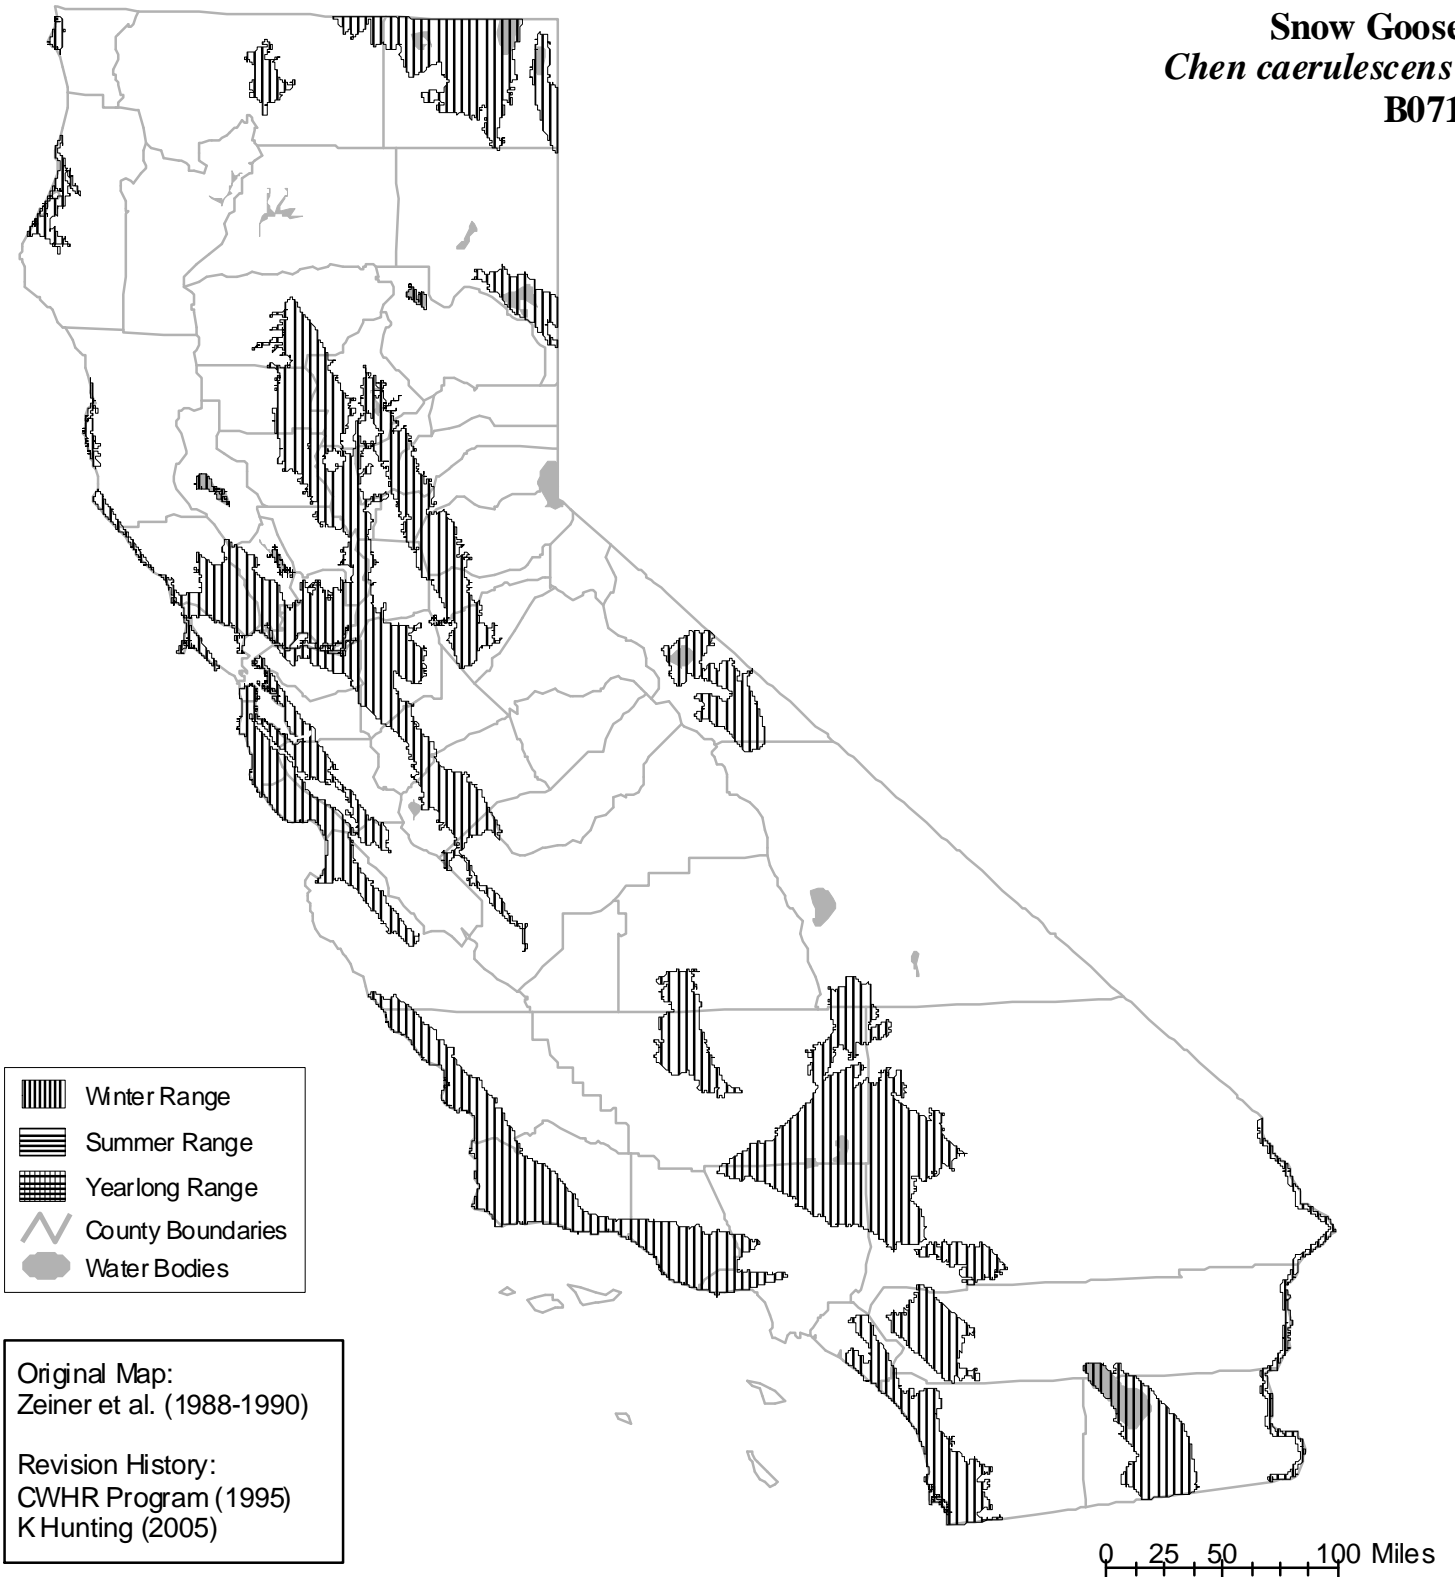 Snow Goose
Chen caerulescens
B071
Winter Range
Summer Range
Yearlong Range
County Boundaries
Water Bodies
Original Map:
Zeiner et al. (1988-1990)
Revision History:
CWHR Program (1995)
K Hunting (2005)
0 25 50 100 Miles